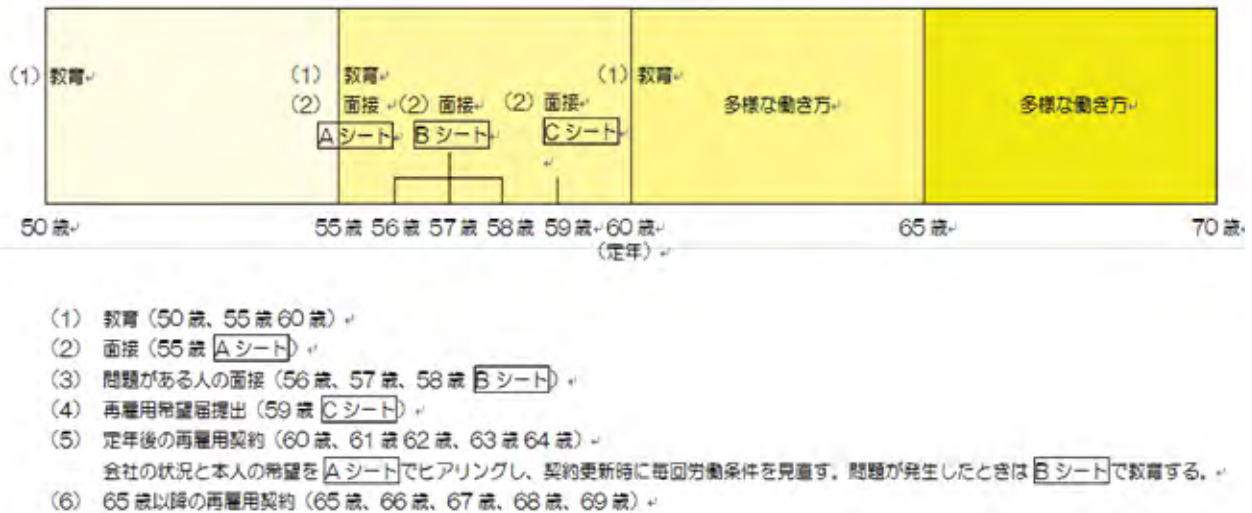 (1) 教育 (1) 教育 (1) 教育
(2) 面接 (2) 面接 (2) 面接 多様な働き方 多様な働き方
Aシート Bシート Cシート
50歳 55歳 56歳 57歳 58歳 59歳 60歳 65歳 70歳
(定年)
(1) 教育(50歳、55歳60歳)
(2) 面接(55歳 Aシート)
(3) 問題がある人の面接(56歳、57歳、58歳 Bシート)
(4) 再雇用希望届提出(59歳 Cシート)
(5) 定年後の再雇用契約(60歳、61歳62歳、63歳64歳)
会社の状況と本人の希望を Aシート でヒアリングし、契約更新時に毎回労働条件を見直す。問題が発生したときは Bシート で教育する。
(6) 65歳以降の再雇用契約(65歳、66歳、67歳、68歳、69歳)